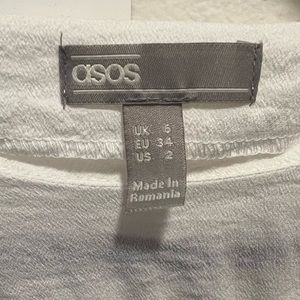 asos
UK 6
EU 34
US 2
Made In
Romania